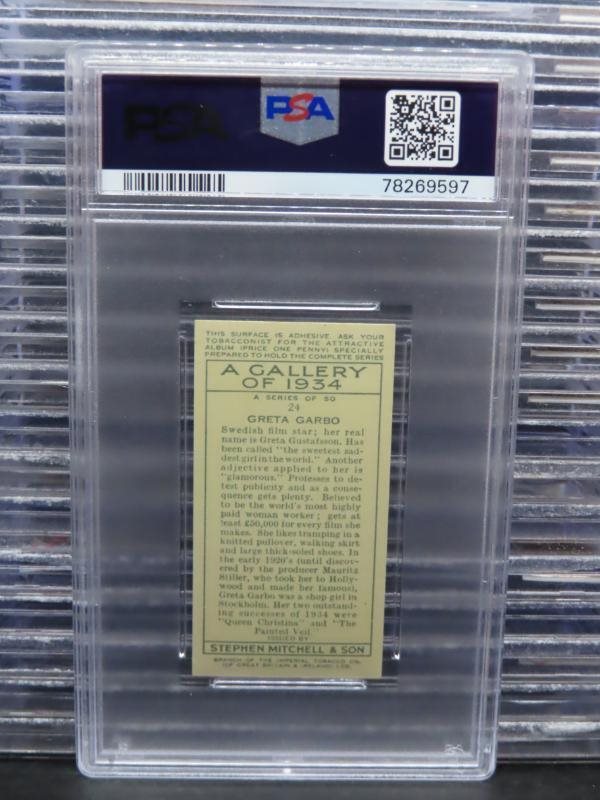 PSA
PSA
78269597
THIS SURFACE IS ADHESIVE. ASK YOUR
TOBACCONIST FOR THE ATTRACTIVE
ALBUM (PRICE ONE PENNY) SPECIALLY
PREPARED TO HOLD THE COMPLETE SERIES
A GALLERY
OF 1934
A SERIES OF 50
24
GRETA GARBO
Swedish film star; her real
name is Greta Gustafsson. Has
been called "the sweetest sad-
dest girl in the world." Another
adjective applied to her is
"glamorous." Professes to de-
test publicity and as a conse-
quence gets plenty. Believed
to be the world's most highly
paid woman worker; gets at
least £50,000 for every film she
makes. She likes tramping in a
knitted pullover, walking skirt
and large thick-soled shoes. In
the early 1920's (until discov-
ered by the producer Mauritz
Stiller, who took her to Holly-
wood and made her famous),
Greta Garbo was a shop girl in
Stockholm. Her two outstand-
ing successes of 1934 were
"Queen Christina" and "The
Painted Veil.
ISSUED BY
STEPHEN MITCHELL & SON
BRANCH OF THE IMPERIAL TOBACCO CO.
(OF GREAT BRITAIN & IRELAND), LTD.